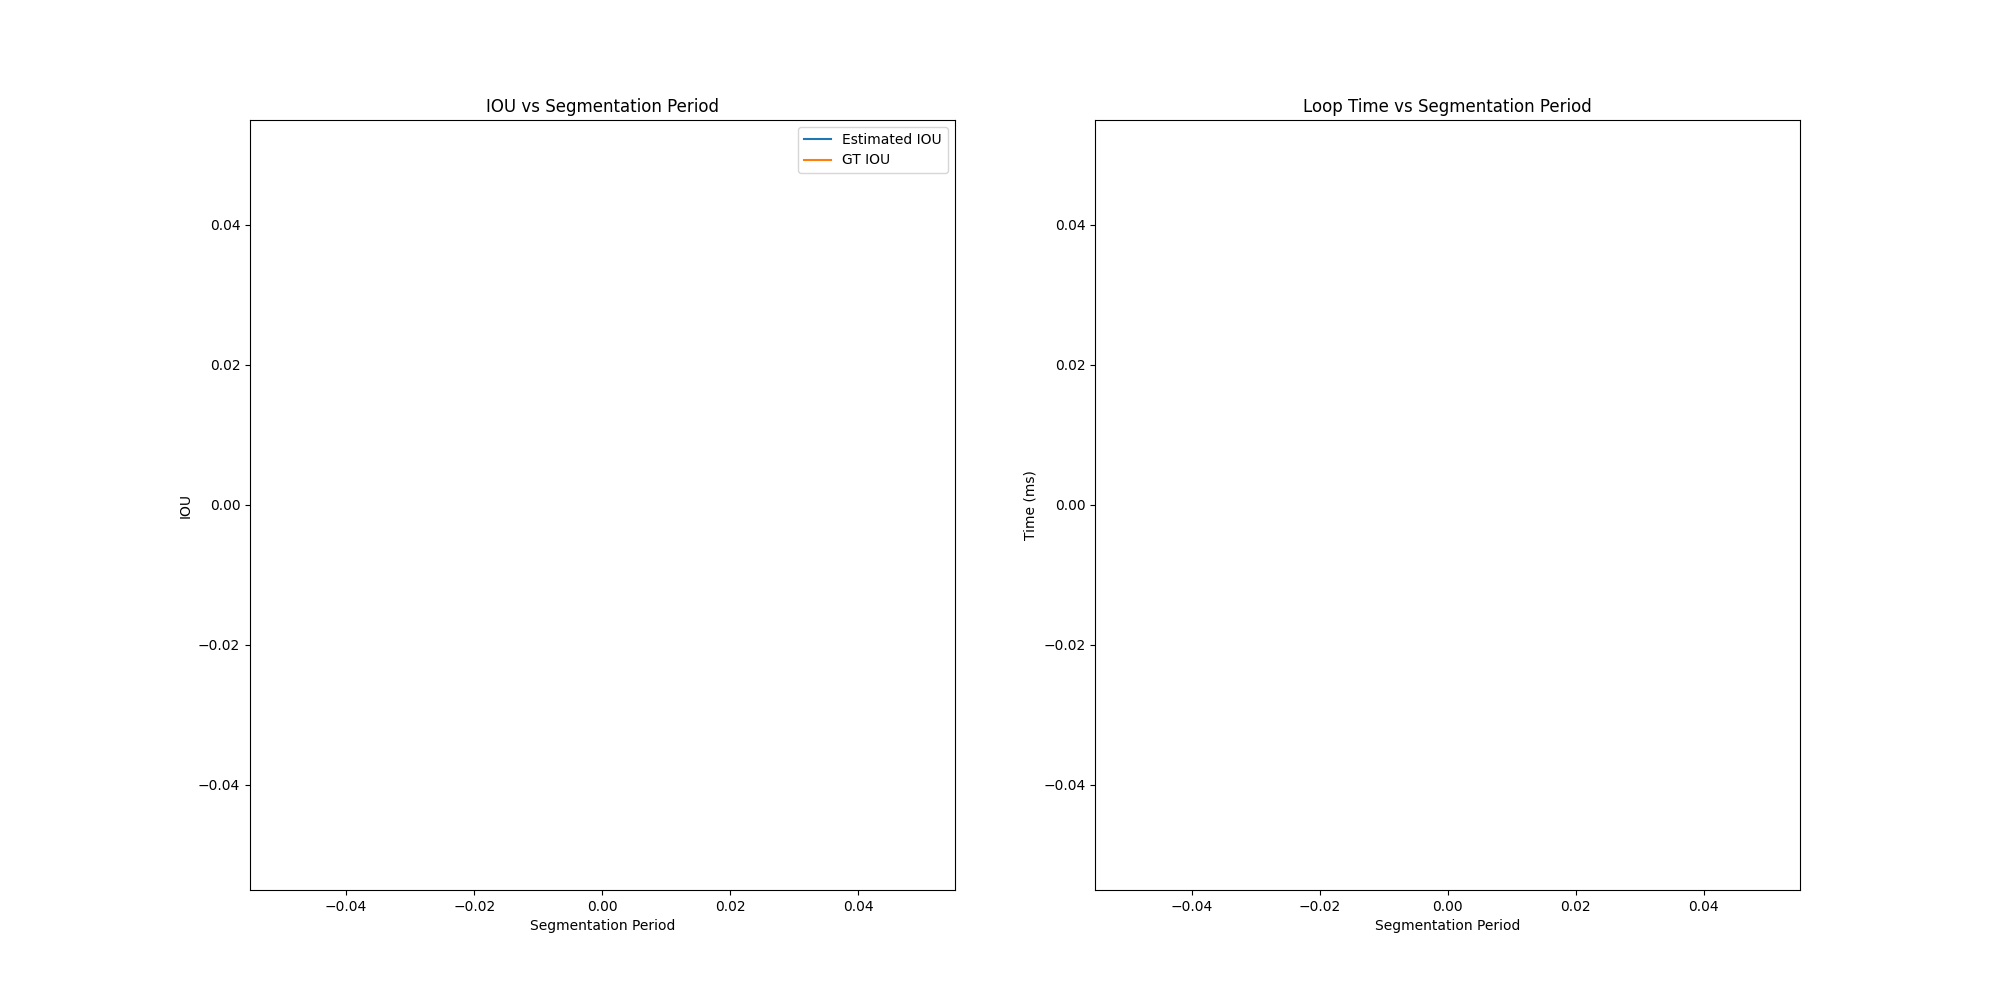 IOU vs Segmentation Period
Estimated IOU
GT IOU
0.04
0.02
0.00
−0.02
−0.04
IOU
−0.04
−0.02
0.00
0.02
0.04
Segmentation Period
Loop Time vs Segmentation Period
0.04
0.02
0.00
−0.02
−0.04
Time (ms)
−0.04
−0.02
0.00
0.02
0.04
Segmentation Period